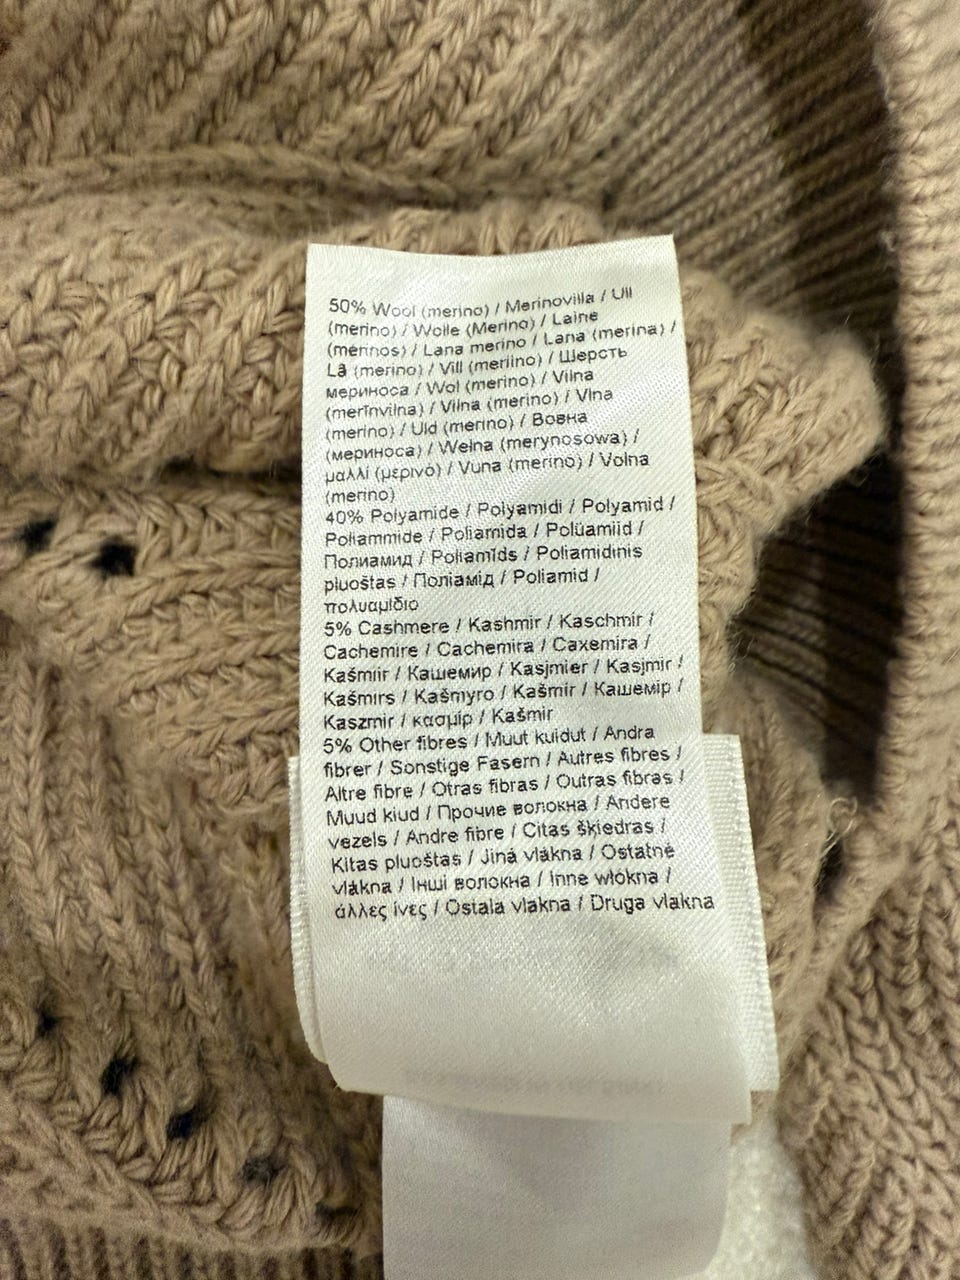 50% Wool (merino) / Merinovilla / Ull
(merino) / Wolle (Merino) / Laine
(mérinos) / Lana merino / Lana (merina) /
Lã (merino) / Vill (meriino) / Шерсть
мериноса / Wol (merino) / Vilna
(merīnvilna) / Vilna (merino) / Vlna
(merino) / Uld (merino) / Вовна
(мериноса) / Wełna (merynosowa) /
μαλλί (μερινό) / Vuna (merino) / Volna
(merino)
40% Polyamide / Polyamidi / Polyamid /
Poliammide / Poliamida / Polüamiid /
Полиамид / Poliamīds / Poliamidinis
pluoštas / Поліамід / Poliamid /
πολυαμίδιο
5% Cashmere / Kashmir / Kaschmir /
Cachemire / Cachemira / Caxemira /
Kašmiir / Кашемир / Kasjmier / Kasjmir /
Kašmirs / Kašmyro / Kašmír / Кашемір /
Kaszmir / κασμίρ / Kašmir
5% Other fibres / Muut kuidut / Andra
fibrer / Sonstige Fasern / Autres fibres /
Altre fibre / Otras fibras / Outras fibras /
Muud kiud / Прочие волокна / Andere
vezels / Andre fibre / Citas šķiedras /
Kitas pluoštas / Jiná vlákna / Ostatné
vlákna / Інші волокна / Inne włókna /
άλλες ίνες / Ostala vlakna / Druga vlakna